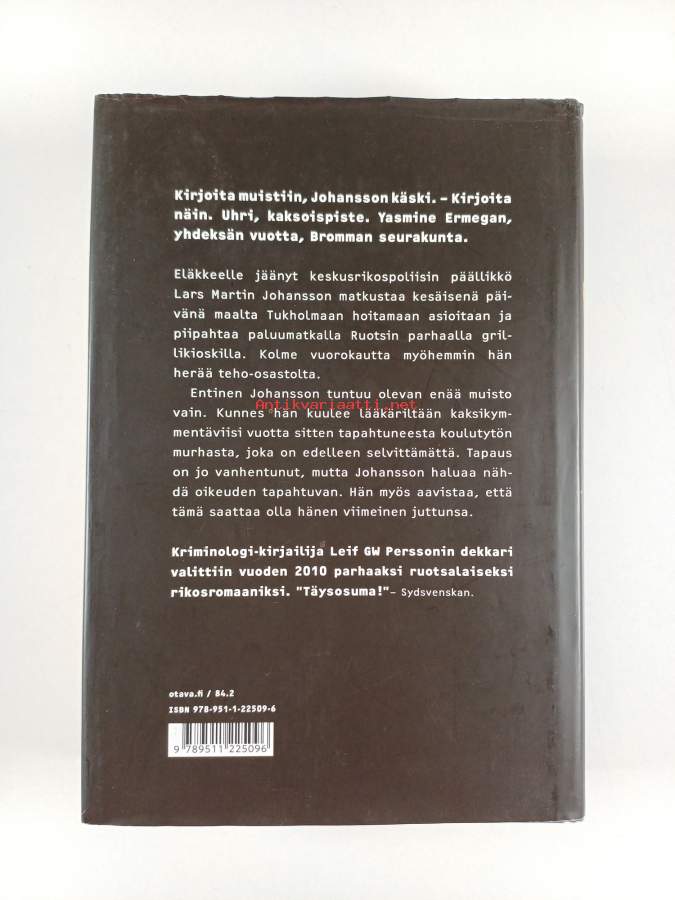 Kirjoita muistiin, Johansson käski. – Kirjoita
näin. Uhri, kaksoispiste. Yasmine Ermegan,
yhdeksän vuotta, Bromman seurakunta.
Eläkkeelle jäänyt keskusrikospoliisin päällikkö
Lars Martin Johansson matkustaa kesäisenä päi-
vänä maalta Tukholmaan hoitamaan asioitaan ja
piipahtaa paluumatkalla Ruotsin parhaalla gril-
likioskilla. Kolme vuorokautta myöhemmin hän
herää teho-osastolta.
Entinen Johansson tuntuu olevan enää muisto
Antikvariaatti.net
vain. Kunnes hän kuulee lääkäriltään kaksikym-
mentäviisi vuotta sitten tapahtuneesta koulutytön
murhasta, joka on edelleen selvittämättä. Tapaus
on jo vanhentunut, mutta Johansson haluaa näh-
dä oikeuden tapahtuvan. Hän myös aavistaa, että
tämä saattaa olla hänen viimeinen juttunsa.
Kriminologi-kirjailija Leif GW Perssonin dekkari
valittiin vuoden 2010 parhaaksi ruotsalaiseksi
rikosromaaniksi. "Täysosuma!" – Sydsvenskan.
otava.fi / 84.2
ISBN 978-951-1-22509-6
9 789511 225096